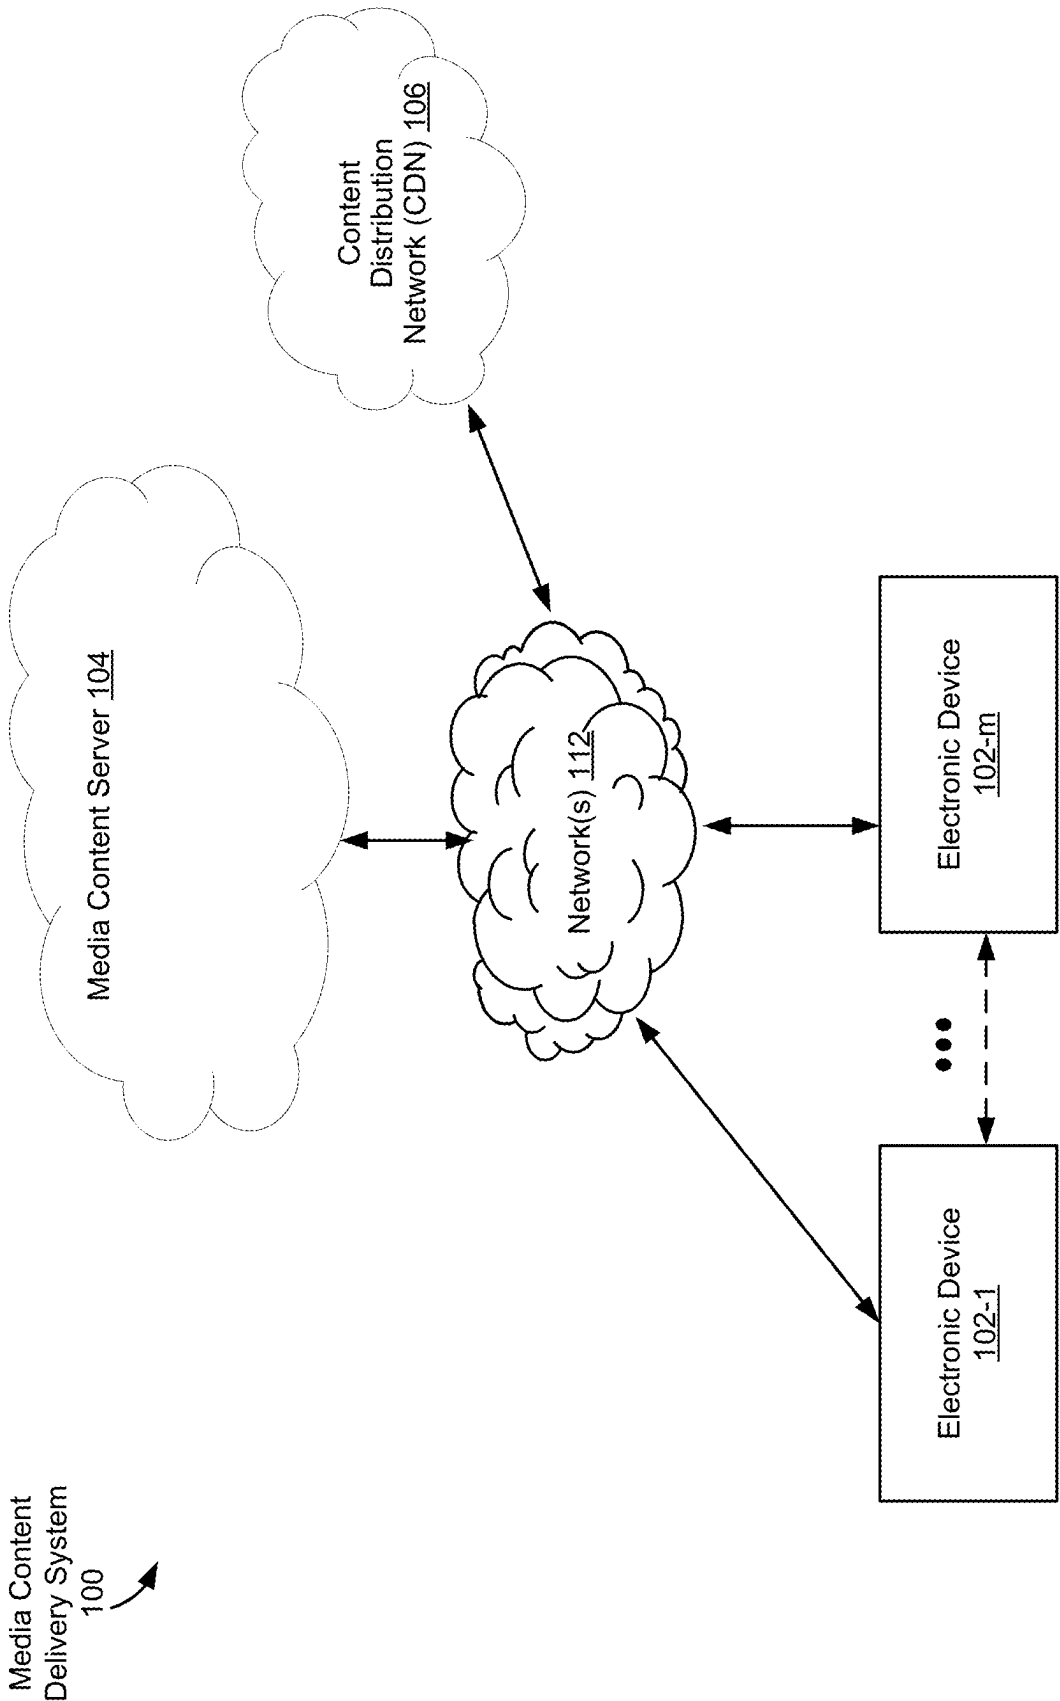 Media Content
Delivery System
100
Media Content Server 104
Content
Distribution
Network (CDN) 106
Network(s) 112
Electronic Device
102-1
Electronic Device
102-m